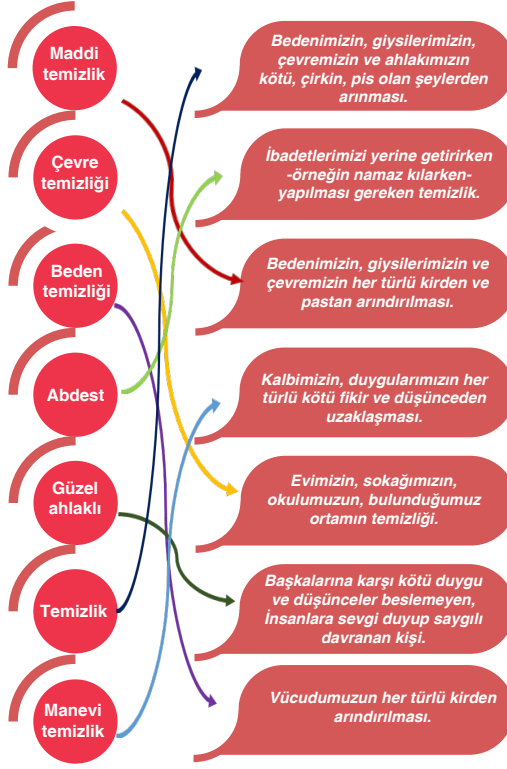 Maddi
temizlik
Bedenimizin, giysilerimizin,
çevremizin ve ahlakımızın
kötü, çirkin, pis olan şeylerden
arınması.
Çevre
temizliği
İbadetlerimizi yerine getirirken
-örneğin namaz kılarken-
yapılması gereken temizlik.
Beden
temizliği
Bedenimizin, giysilerimizin ve
çevremizin her türlü kirden ve
pastan arındırılması.
Abdest
Kalbimizin, duygularımızın her
türlü kötü fikir ve düşünceden
uzaklaşması.
Güzel
ahlaklı
Evimizin, sokağımızın,
okulumuzun, bulunduğumuz
ortamın temizliği.
Temizlik
Başkalarına karşı kötü duygu
ve düşünceler beslemeyen,
İnsanlara sevgi duyup saygılı
davranan kişi.
Manevi
temizlik
Vücudumuzun her türlü kirden
arındırılması.